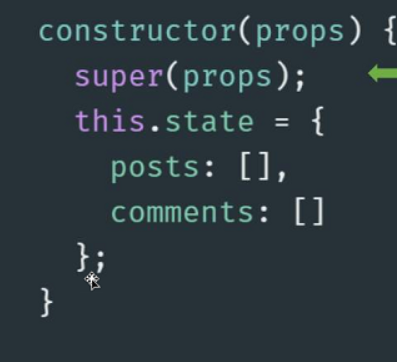 constructor(props) {
super(props);
this.state = {
posts: [],
comments: []
};
}